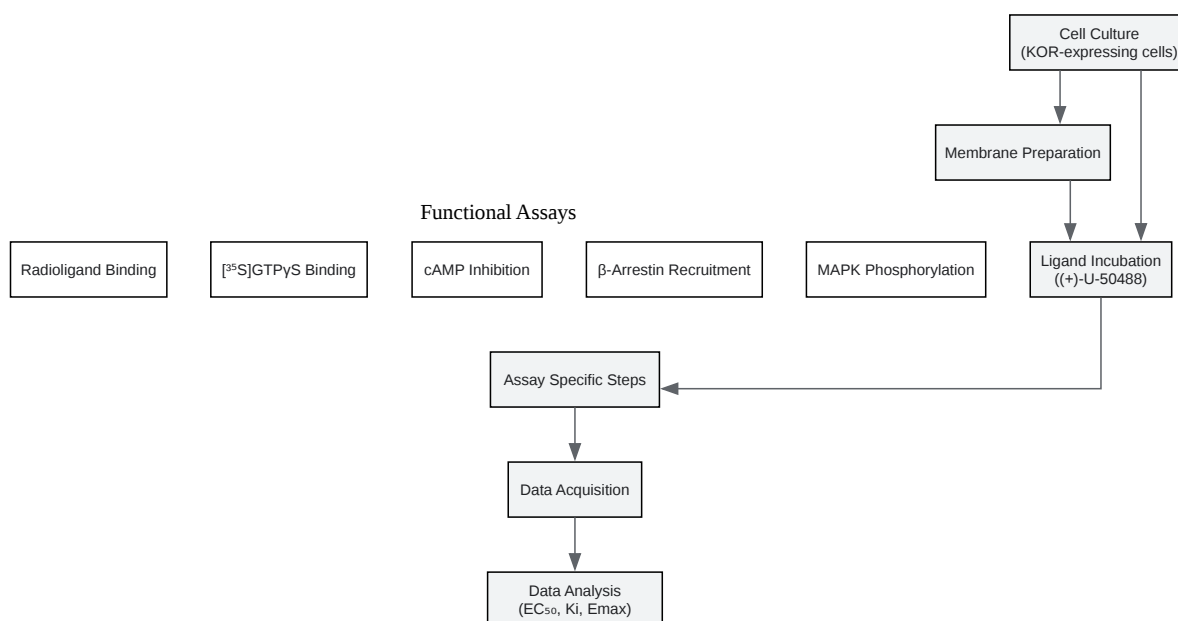 Cell Culture
(KOR-expressing cells)
Membrane Preparation
Functional Assays
Radioligand Binding
[³⁵S]GTPγS Binding
cAMP Inhibition
β-Arrestin Recruitment
MAPK Phosphorylation
Ligand Incubation
((+)-U-50488)
Assay Specific Steps
Data Acquisition
Data Analysis
(EC₅₀, Ki, Emax)